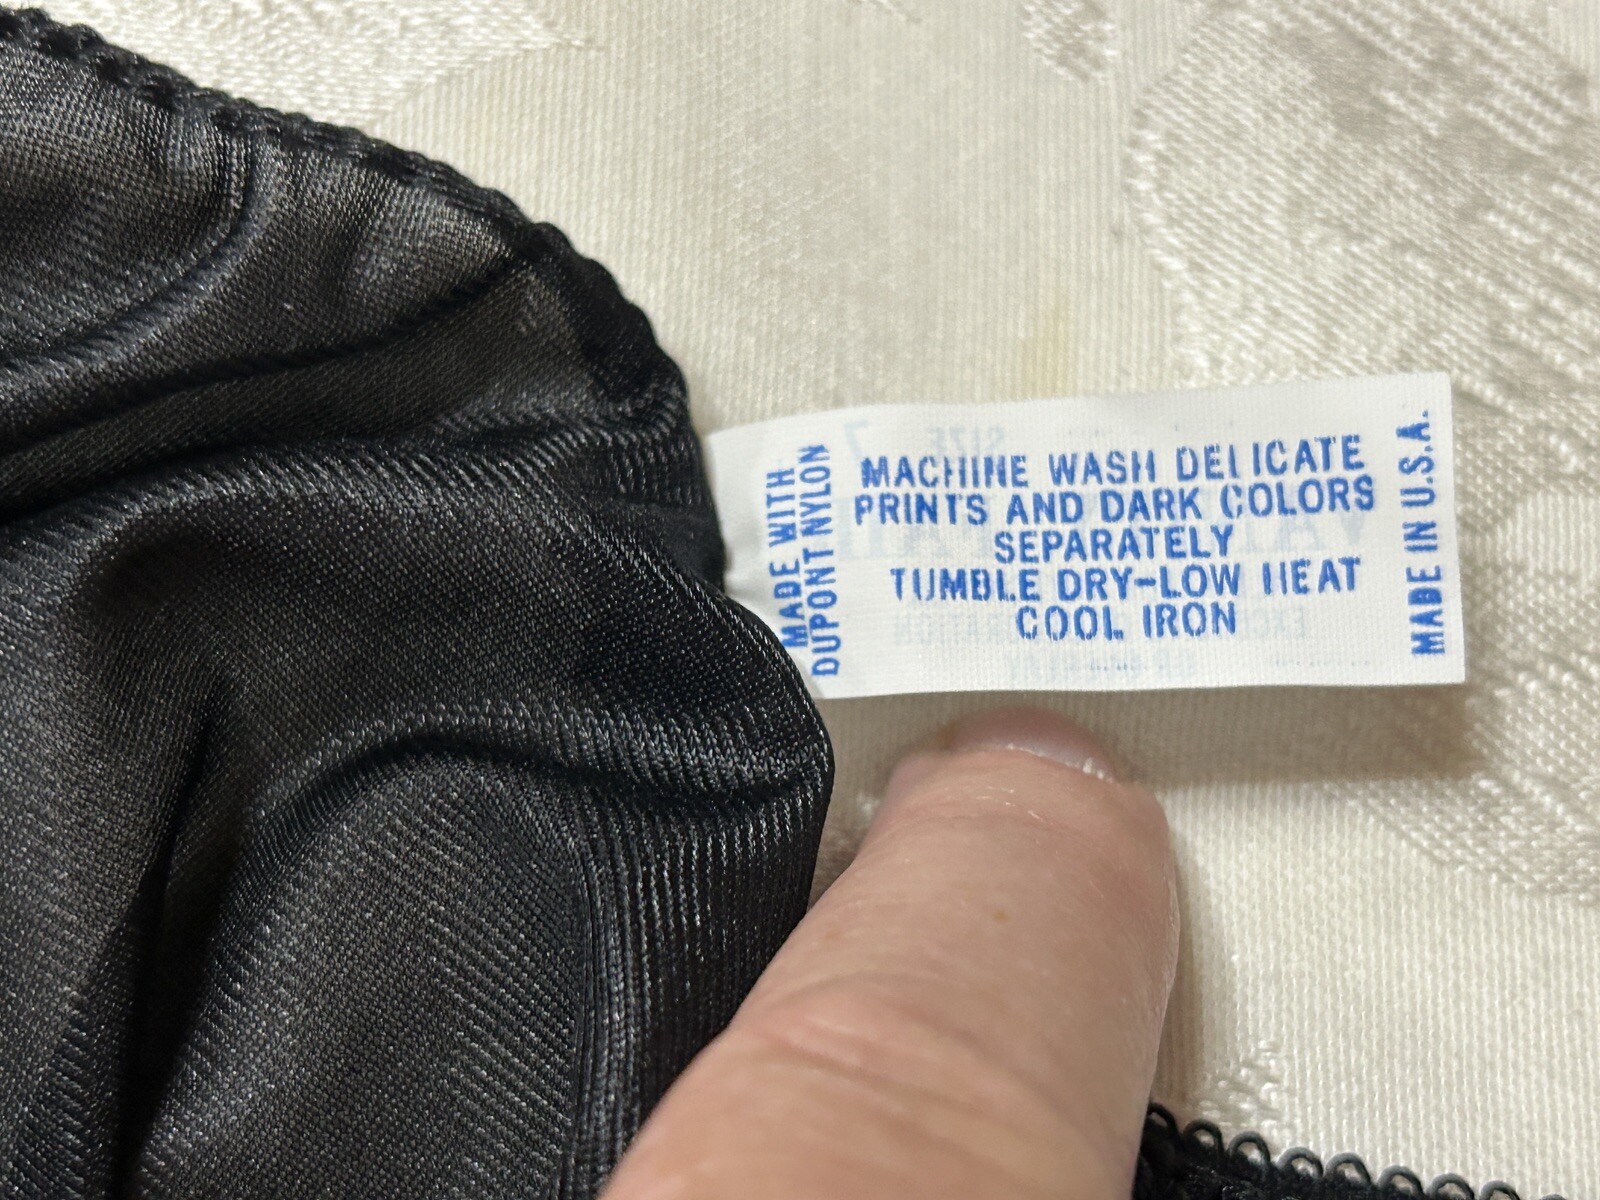 MADE WITH
DUPONT NYLON
MACHINE WASH DELICATE
PRINTS AND DARK COLORS
SEPARATELY
TUMBLE DRY-LOW HEAT
COOL IRON
MADE IN U.S.A.